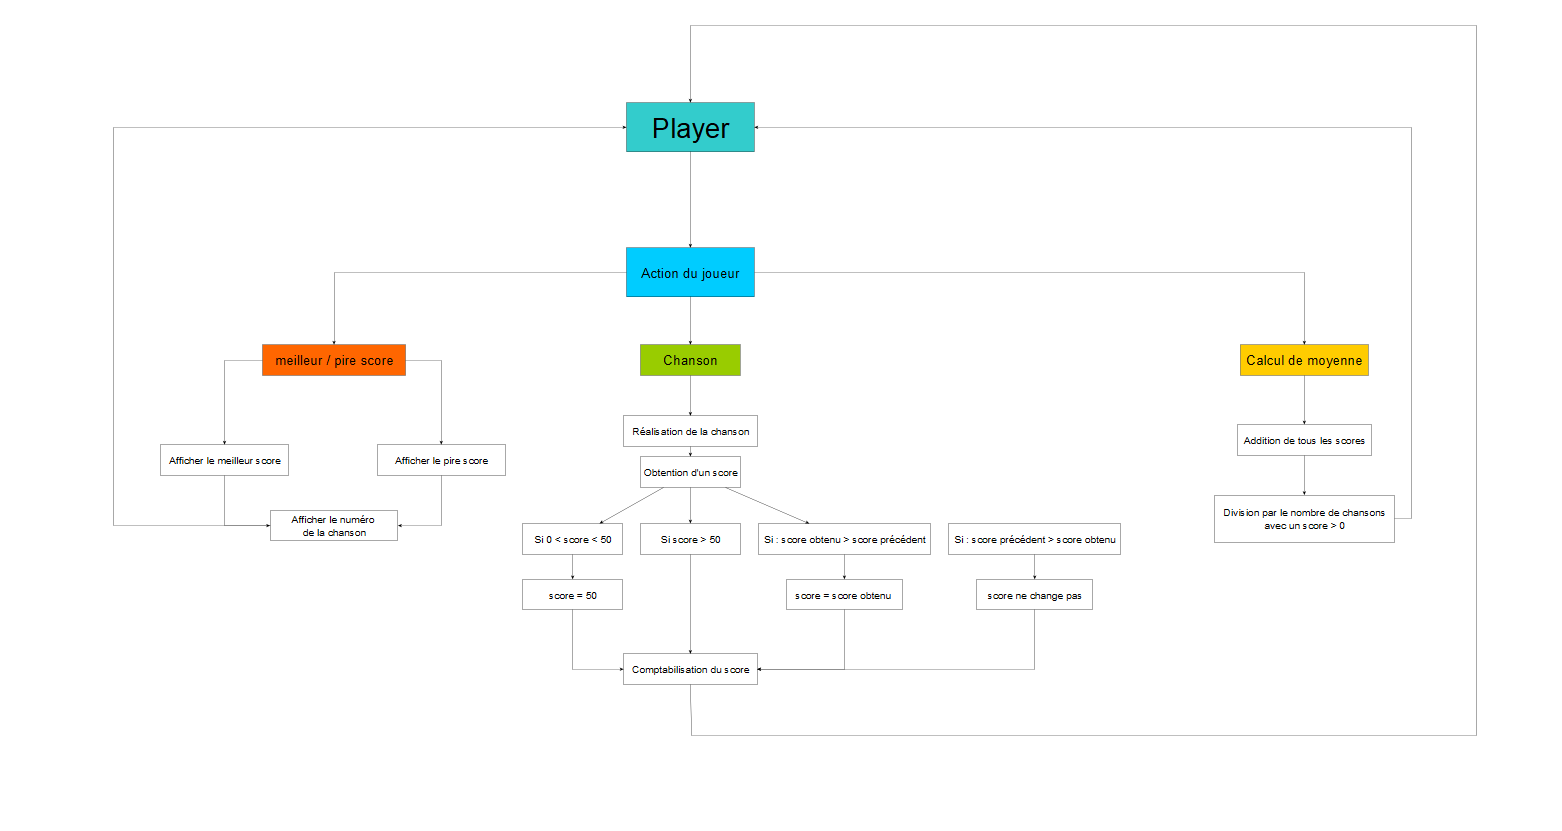 Player
Action du joueur
meilleur / pire score
Chanson
Calcul de moyenne
Réalisation de la chanson
Addition de tous les scores
Afficher le meilleur score
Afficher le pire score
Obtention d'un score
Afficher le numéro
de la chanson
Division par le nombre de chansons
avec un score > 0
Si 0 < score < 50
Si score > 50
Si : score obtenu > score précédent
Si : score précédent > score obtenu
score = 50
score = score obtenu
score ne change pas
Comptabilisation du score